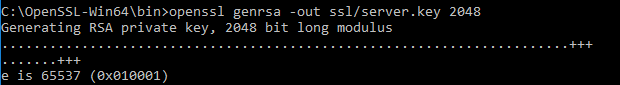 C:\OpenSSL-Win64\bin>openssl genrsa -out ssl/server.key 2048
Generating RSA private key, 2048 bit long modulus
.......................................................................+++
.......+++
e is 65537 (0x010001)